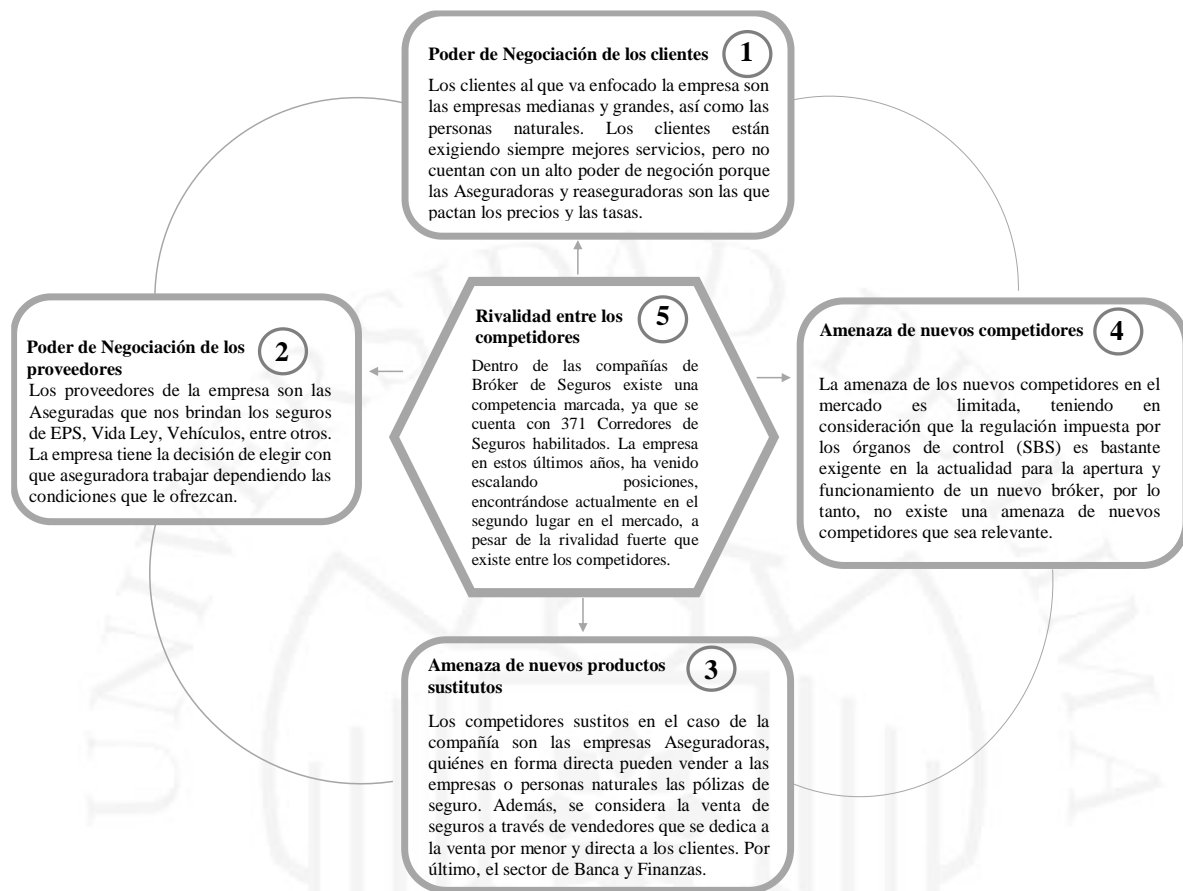 Poder de Negociación de los clientes
1
Los clientes al que va enfocado la empresa son
las empresas medianas y grandes, así como las
personas naturales. Los clientes están
exigiendo siempre mejores servicios, pero no
cuentan con un alto poder de negoción porque
las Aseguradoras y reaseguradoras son las que
pactan los precios y las tasas.
Poder de Negociación de los
proveedores
2
Los proveedores de la empresa son las
Aseguradas que nos brindan los seguros
de EPS, Vida Ley, Vehículos, entre otros.
La empresa tiene la decisión de elegir con
que aseguradora trabajar dependiendo las
condiciones que le ofrezcan.
Rivalidad entre los
competidores
5
Dentro de las compañías de
Bróker de Seguros existe una
competencia marcada, ya que se
cuenta con 371 Corredores de
Seguros habilitados. La empresa
en estos últimos años, ha venido
escalando posiciones,
encontrándose actualmente en el
segundo lugar en el mercado, a
pesar de la rivalidad fuerte que
existe entre los competidores.
Amenaza de nuevos competidores
4
La amenaza de los nuevos competidores en el
mercado es limitada, teniendo en
consideración que la regulación impuesta por
los órganos de control (SBS) es bastante
exigente en la actualidad para la apertura y
funcionamiento de un nuevo bróker, por lo
tanto, no existe una amenaza de nuevos
competidores que sea relevante.
Amenaza de nuevos productos
sustitutos
3
Los competidores sustitos en el caso de la
compañía son las empresas Aseguradoras,
quiénes en forma directa pueden vender a las
empresas o personas naturales las pólizas de
seguro. Además, se considera la venta de
seguros a través de vendedores que se dedica a
la venta por menor y directa a los clientes. Por
último, el sector de Banca y Finanzas.
UNIVERSIDAD DE LIMA